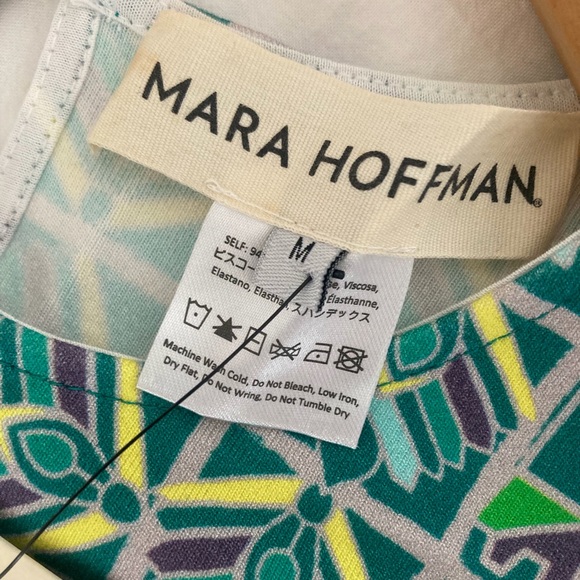 MARA HOFFMAN®
M
SELF: 94
ビスコー Viscosa,
Elastano, Elasthan Élasthanne,
スパンデックス
Machine Wash Cold, Do Not Bleach, Low Iron,
Dry Flat, Do Not Wring, Do Not Tumble Dry